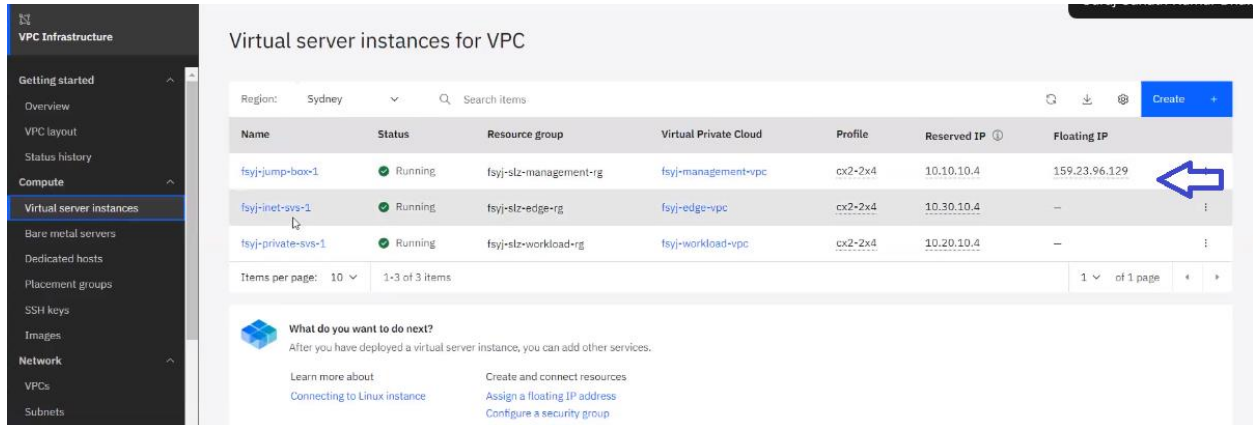 VPC Infrastructure
Getting started
Overview
VPC layout
Status history
Compute
Virtual server instances
Bare metal servers
Dedicated hosts
Placement groups
SSH keys
Images
Network
VPCs
Subnets
Virtual server instances for VPC
Region: Sydney Search items Create +
Name Status Resource group Virtual Private Cloud Profile Reserved IP Floating IP
fsyj-jump-box-1 Running fsyj-slz-management-rg fsyj-management-vpc cx2-2x4 10.10.10.4 159.23.96.129
fsyj-inet-svs-1 Running fsyj-slz-edge-rg fsyj-edge-vpc cx2-2x4 10.30.10.4 –
fsyj-private-svs-1 Running fsyj-slz-workload-rg fsyj-workload-vpc cx2-2x4 10.20.10.4 –
Items per page: 10 1-3 of 3 items 1 of 1 page
What do you want to do next?
After you have deployed a virtual server instance, you can add other services.
Learn more about Create and connect resources
Connecting to Linux instance Assign a floating IP address
Configure a security group